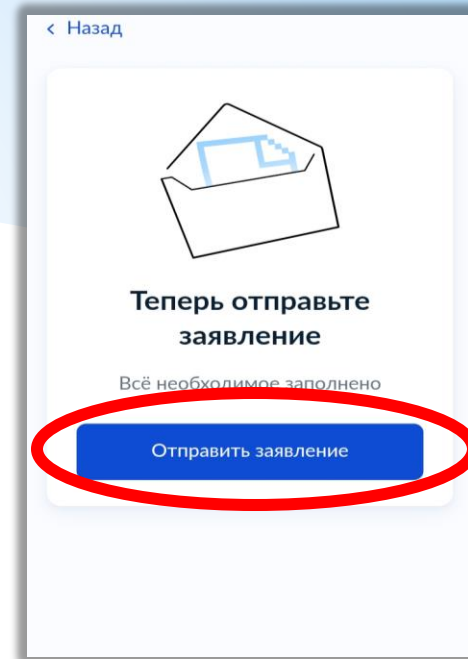 ‹ Назад
Теперь отправьте
заявление
Всё необходимое заполнено
Отправить заявление